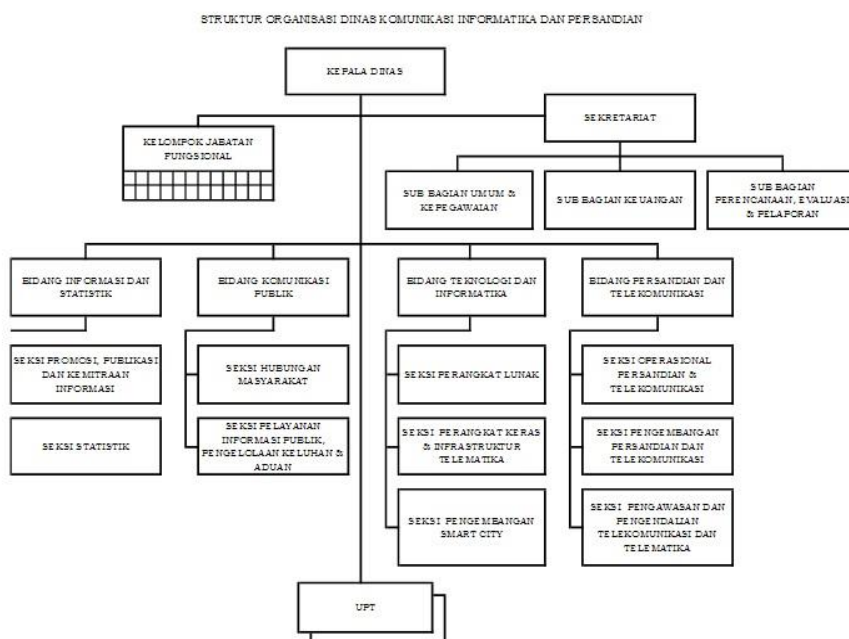 STRUKTUR ORGANISASI DINAS KOMUNIKASI INFORMATIKA DAN PERSANDIAN
KEPALA DINAS
SEKRETARIAT
KELOMPOK JABATAN
FUNGSIONAL
SUB BAGIAN UMUM &
KEPEGAWAIAN
SUB BAGIAN KEUANGAN
SUB BAGIAN
PERENCANAAN, EVALUASI
& PELAPORAN
BIDANG INFORMASI DAN
STATISTIK
BIDANG KOMUNIKASI
PUBLIK
BIDANG TEKNOLOGI DAN
INFORMATIKA
BIDANG PERSANDIAN DAN
TELEKOMUNIKASI
SEKSI PROMOSI, PUBLIKASI
DAN KEMITRAAN
INFORMASI
SEKSI HUBUNGAN
MASYARAKAT
SEKSI PERANGKAT LUNAK
SEKSI OPERASIONAL
PERSANDIAN &
TELEKOMUNIKASI
SEKSI STATISTIK
SEKSI PELAYANAN
INFORMASI PUBLIK,
PENGELOLAAN KELUHAN &
ADUAN
SEKSI PERANGKAT KERAS
& INFRASTRUKTUR
TELEMATIKA
SEKSI PENGEMBANGAN
PERSANDIAN DAN
TELEKOMUNIKASI
SEKSI PENGEMBANGAN
SMART CITY
SEKSI PENGAWASAN DAN
PENGENDALIAN
TELEKOMUNIKASI DAN
TELEMATIKA
UPT